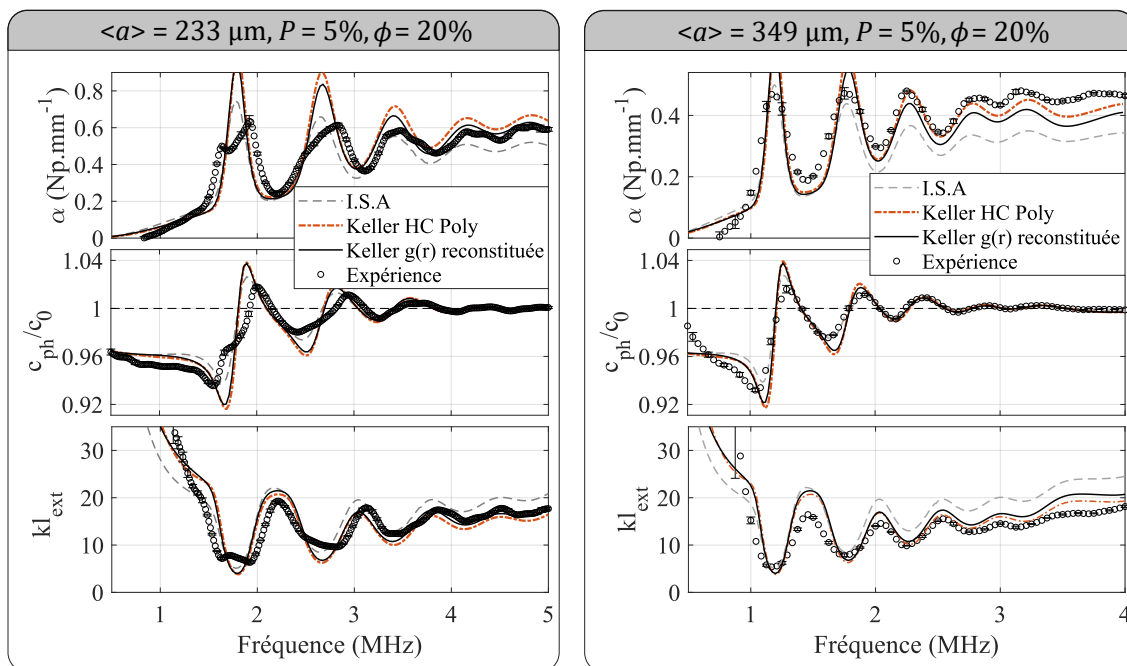 <a> = 233 µm, P = 5%, ϕ = 20%
α (Np.mm⁻¹)
0.8
0.6
0.4
0.2
0
I.S.A
Keller HC Poly
Keller g(r) reconstituée
Expérience
c_ph/c_0
1.04
1
0.96
0.92
kl_ext
30
20
10
0
1 2 3 4 5
Fréquence (MHz)
<a> = 349 µm, P = 5%, ϕ = 20%
α (Np.mm⁻¹)
0.4
0.2
0
I.S.A
Keller HC Poly
Keller g(r) reconstituée
Expérience
c_ph/c_0
1.04
1
0.96
0.92
kl_ext
30
20
10
0
1 2 3 4
Fréquence (MHz)